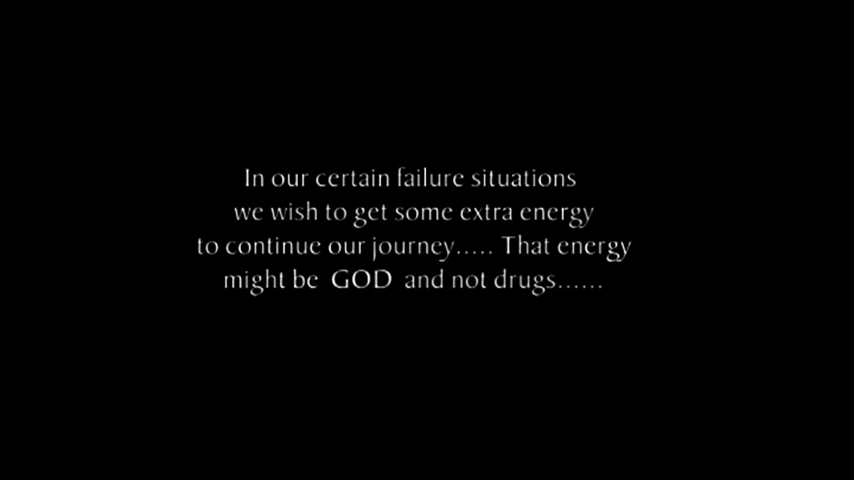 In our certain failure situations
we wish to get some extra energy
to continue our journey..... That energy
might be GOD and not drugs......